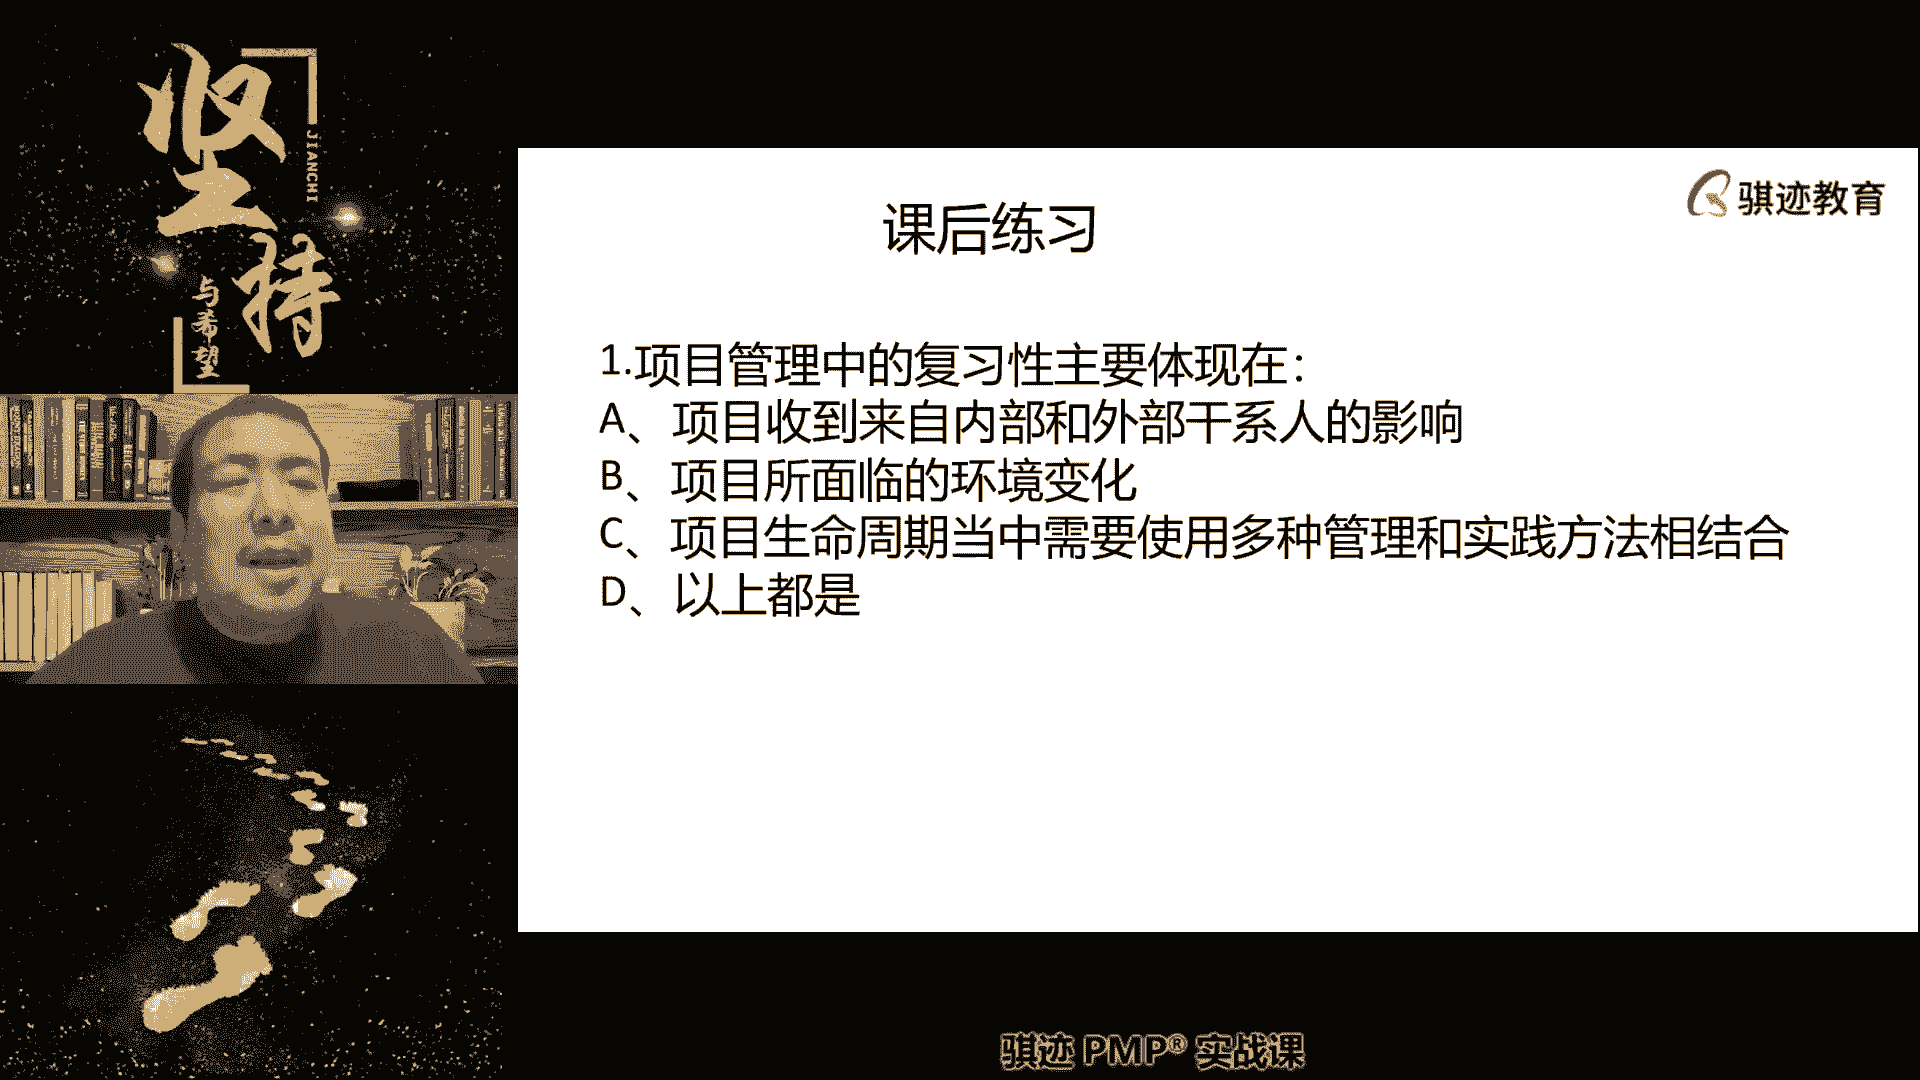 坚持
JIANCHI
与希望
骐迹教育
课后练习
1.项目管理中的复习性主要体现在：
A、项目收到来自内部和外部干系人的影响
B、项目所面临的环境变化
C、项目生命周期当中需要使用多种管理和实践方法相结合
D、以上都是
骐迹 PMP® 实战课